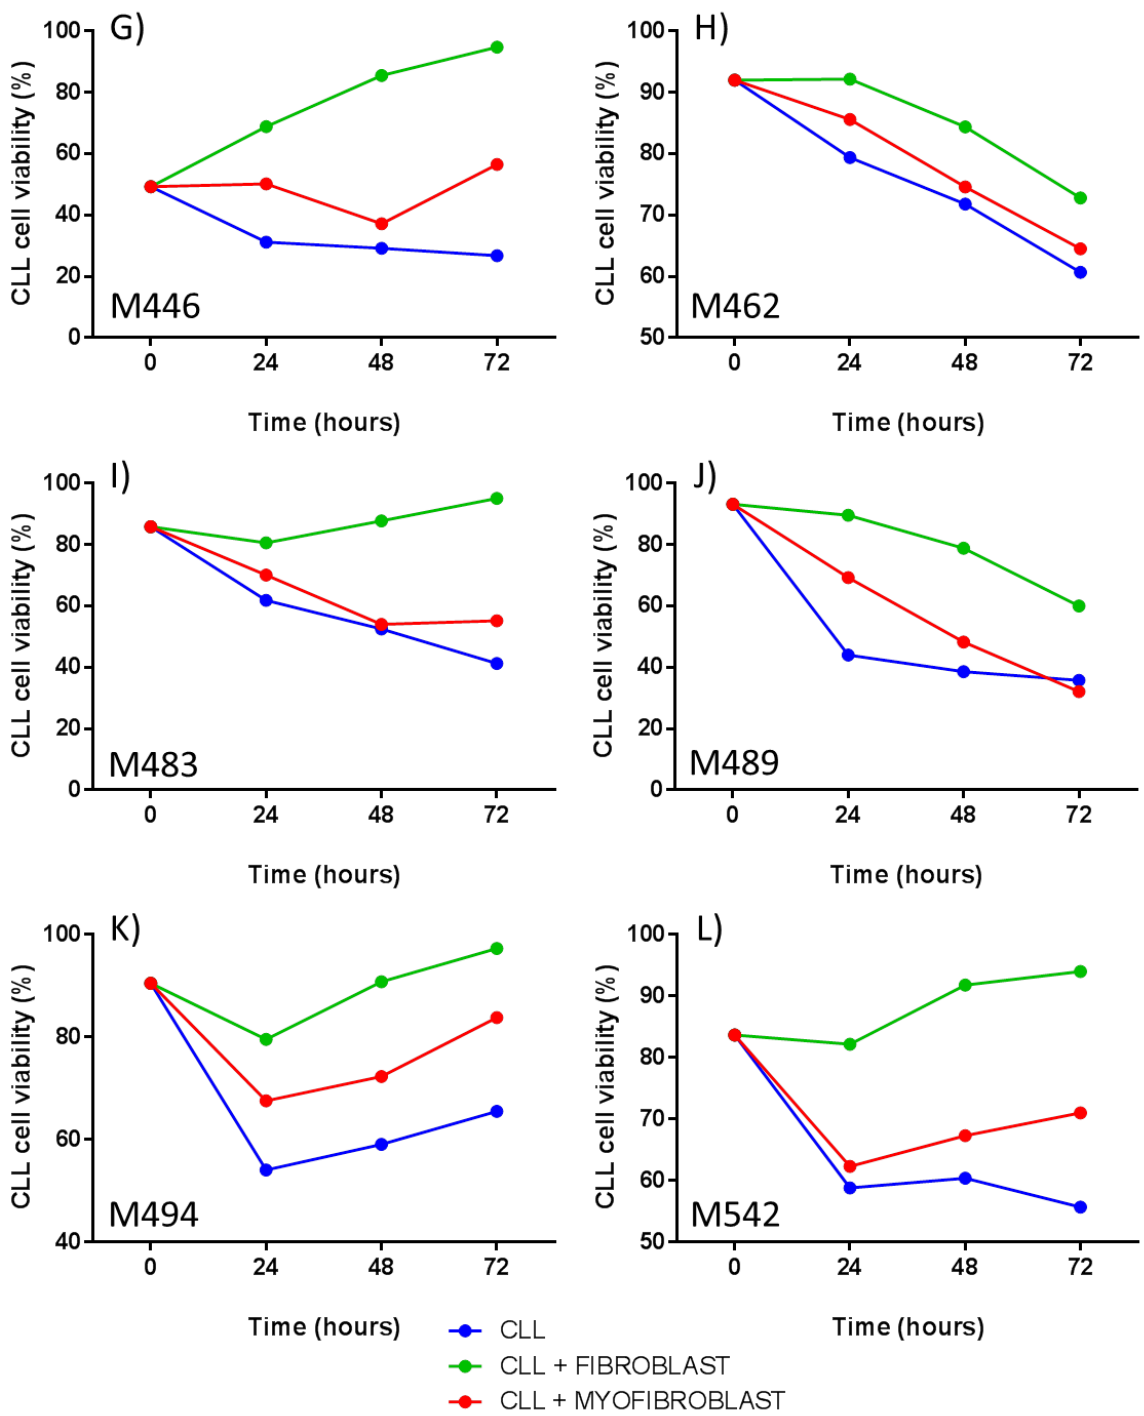 G)
CLL cell viability (%)
100
80
60
40
20
0
M446
0 24 48 72
Time (hours)
H)
CLL cell viability (%)
100
90
80
70
60
50
M462
0 24 48 72
Time (hours)
I)
CLL cell viability (%)
100
80
60
40
20
0
M483
0 24 48 72
Time (hours)
J)
CLL cell viability (%)
100
80
60
40
20
0
M489
0 24 48 72
Time (hours)
K)
CLL cell viability (%)
100
80
60
40
M494
0 24 48 72
Time (hours)
L)
CLL cell viability (%)
100
90
80
70
60
50
M542
0 24 48 72
Time (hours)
CLL
CLL + FIBROBLAST
CLL + MYOFIBROBLAST